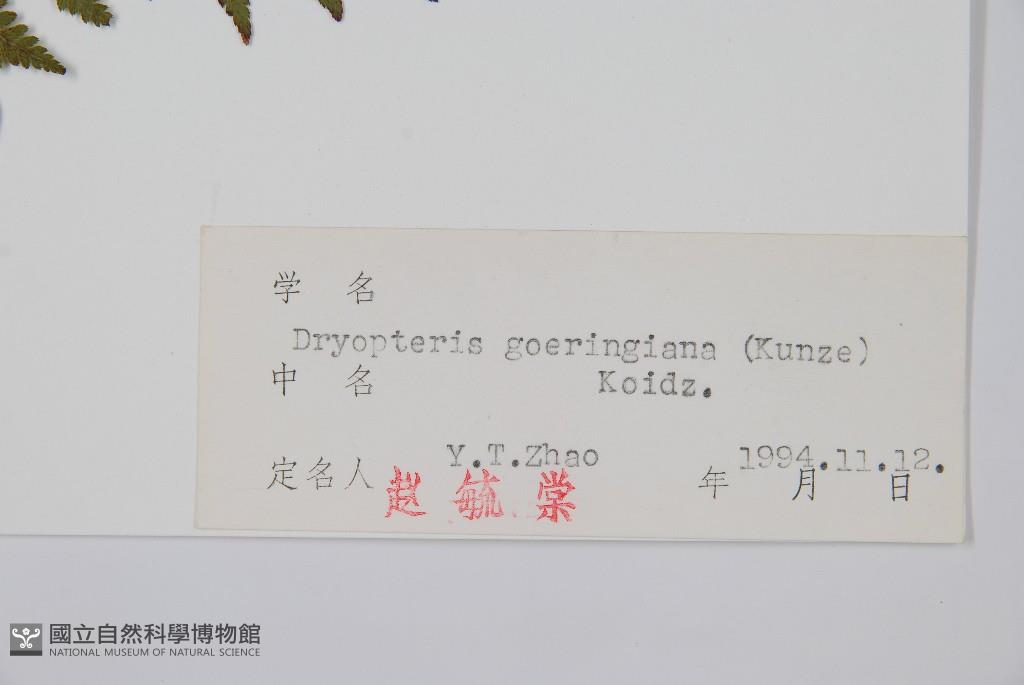 学 名
Dryopteris goeringiana (Kunze)
中 名 Koidz.
Y.T.Zhao 1994.11.12.
定名人 赵毓棠 年 月 日
國立自然科學博物館
NATIONAL MUSEUM OF NATURAL SCIENCE